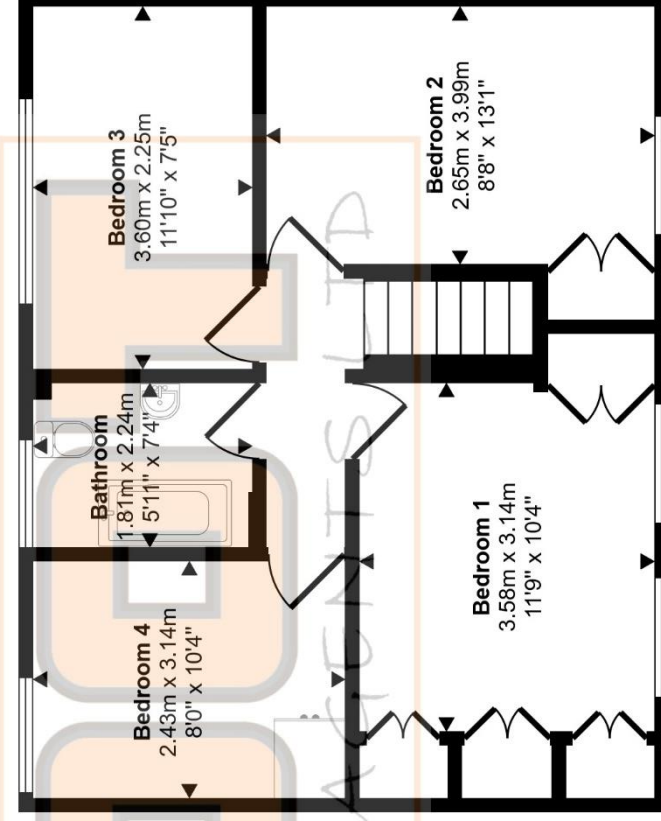 Bedroom 3
3.60m x 2.25m
11'10" x 7'5"
Bedroom 2
2.65m x 3.99m
8'8" x 13'1"
Bathroom
1.81m x 2.24m
5'11" x 7'4"
Bedroom 4
2.43m x 3.14m
8'0" x 10'4"
Bedroom 1
3.58m x 3.14m
11'9" x 10'4"
AGENTS LTD